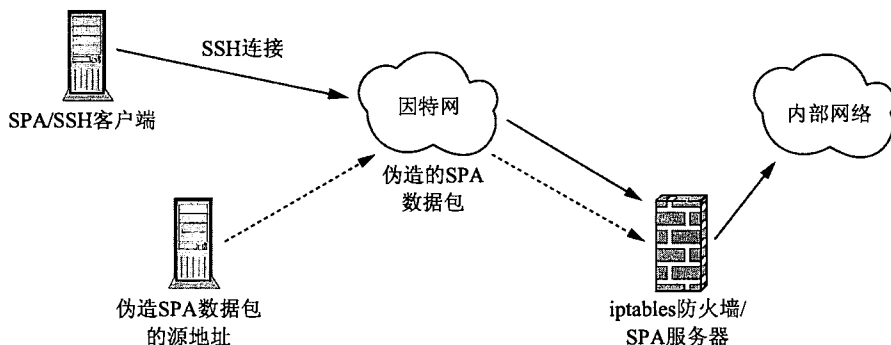 SSH连接
SPA/SSH客户端
因特网
内部网络
伪造的SPA
数据包
伪造SPA数据包
的源地址
iptables防火墙/
SPA服务器